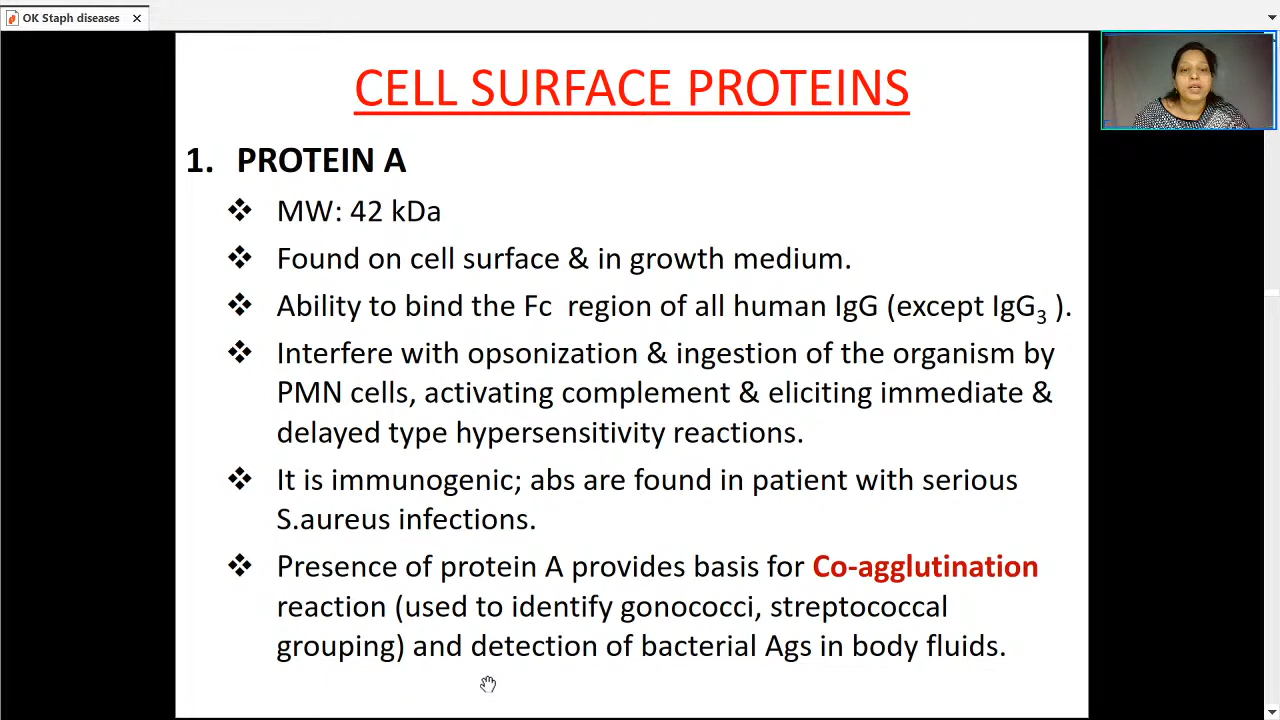 OK Staph diseases
CELL SURFACE PROTEINS
1. PROTEIN A
❖ MW: 42 kDa
❖ Found on cell surface & in growth medium.
❖ Ability to bind the Fc region of all human IgG (except IgG₃ ).
❖ Interfere with opsonization & ingestion of the organism by
PMN cells, activating complement & eliciting immediate &
delayed type hypersensitivity reactions.
❖ It is immunogenic; abs are found in patient with serious
S.aureus infections.
❖ Presence of protein A provides basis for Co-agglutination
reaction (used to identify gonococci, streptococcal
grouping) and detection of bacterial Ags in body fluids.